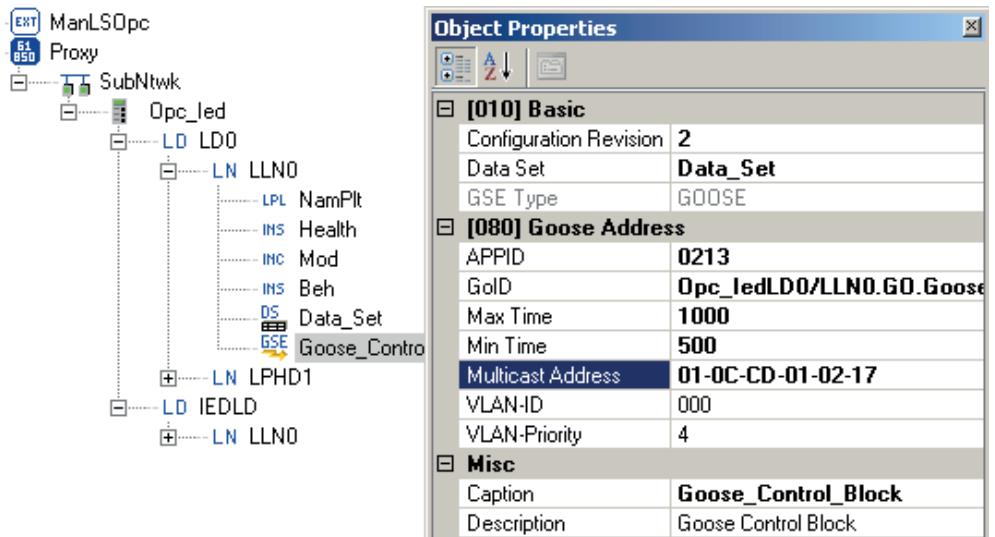 EXT ManLSOpc
61 850 Proxy
SubNtwk
Opc_Ied
LD LD0
LN LLN0
LPL NamPlt
INS Health
INC Mod
INS Beh
DS Data_Set
GSE Goose_Contro
LN LPHD1
LD IEDLD
LN LLN0
Object Properties
A Z
[010] Basic
Configuration Revision 2
Data Set Data_Set
GSE Type GOOSE
[080] Goose Address
APPID 0213
GoID Opc_IedLD0/LLN0.GO.Goose
Max Time 1000
Min Time 500
Multicast Address 01-0C-CD-01-02-17
VLAN-ID 000
VLAN-Priority 4
Misc
Caption Goose_Control_Block
Description Goose Control Block